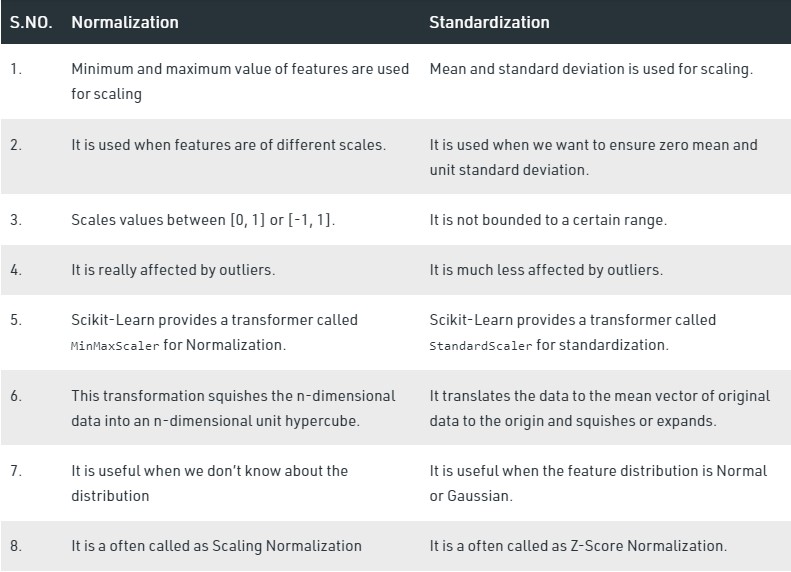 S.NO. Normalization Standardization
1. Minimum and maximum value of features are used Mean and standard deviation is used for scaling.
for scaling
2. It is used when features are of different scales. It is used when we want to ensure zero mean and
unit standard deviation.
3. Scales values between [0, 1] or [-1, 1]. It is not bounded to a certain range.
4. It is really affected by outliers. It is much less affected by outliers.
5. Scikit-Learn provides a transformer called Scikit-Learn provides a transformer called
MinMaxScaler for Normalization. StandardScaler for standardization.
6. This transformation squishes the n-dimensional It translates the data to the mean vector of original
data into an n-dimensional unit hypercube. data to the origin and squishes or expands.
7. It is useful when we don’t know about the It is useful when the feature distribution is Normal
distribution or Gaussian.
8. It is a often called as Scaling Normalization It is a often called as Z-Score Normalization.